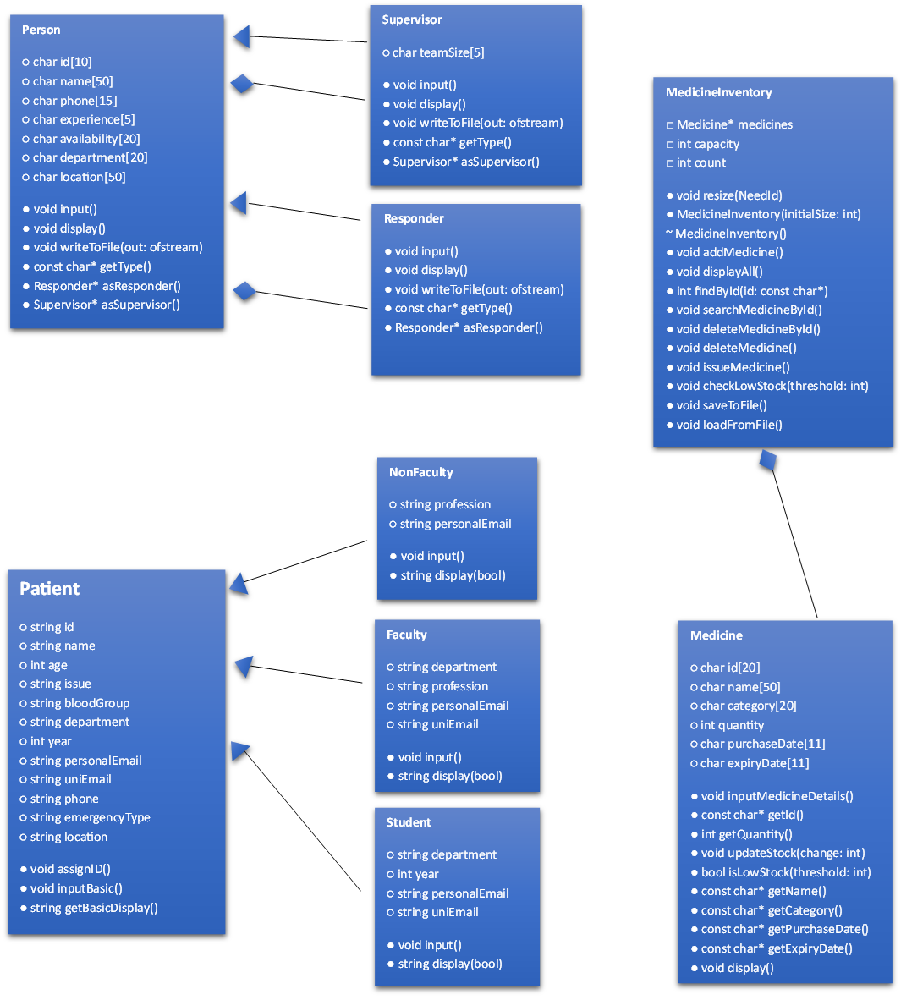 Person
char id[10]
char name[50]
char phone[15]
char experience[5]
char availability[20]
char department[20]
char location[50]
void input()
void display()
void writeToFile(out: ofstream)
const char* getType()
Responder* asResponder()
Supervisor* asSupervisor()
Supervisor
char teamSize[5]
void input()
void display()
void writeToFile(out: ofstream)
const char* getType()
Supervisor* asSupervisor()
Responder
void input()
void display()
void writeToFile(out: ofstream)
const char* getType()
Responder* asResponder()
MedicineInventory
Medicine* medicines
int capacity
int count
void resize(NeedId)
MedicineInventory(initialSize: int)
~ MedicineInventory()
void addMedicine()
void displayAll()
int findById(id: const char*)
void searchMedicineById()
void deleteMedicineById()
void deleteMedicine()
void issueMedicine()
void checkLowStock(threshold: int)
void saveToFile()
void loadFromFile()
NonFaculty
string profession
string personalEmail
void input()
string display(bool)
Patient
string id
string name
int age
string issue
string bloodGroup
string department
int year
string personalEmail
string uniEmail
string phone
string emergencyType
string location
void assignID()
void inputBasic()
string getBasicDisplay()
Faculty
string department
string profession
string personalEmail
string uniEmail
void input()
string display(bool)
Student
string department
int year
string personalEmail
string uniEmail
void input()
string display(bool)
Medicine
char id[20]
char name[50]
char category[20]
int quantity
char purchaseDate[11]
char expiryDate[11]
void inputMedicineDetails()
const char* getId()
int getQuantity()
void updateStock(change: int)
bool isLowStock(threshold: int)
const char* getName()
const char* getCategory()
const char* getPurchaseDate()
const char* getExpiryDate()
void display()